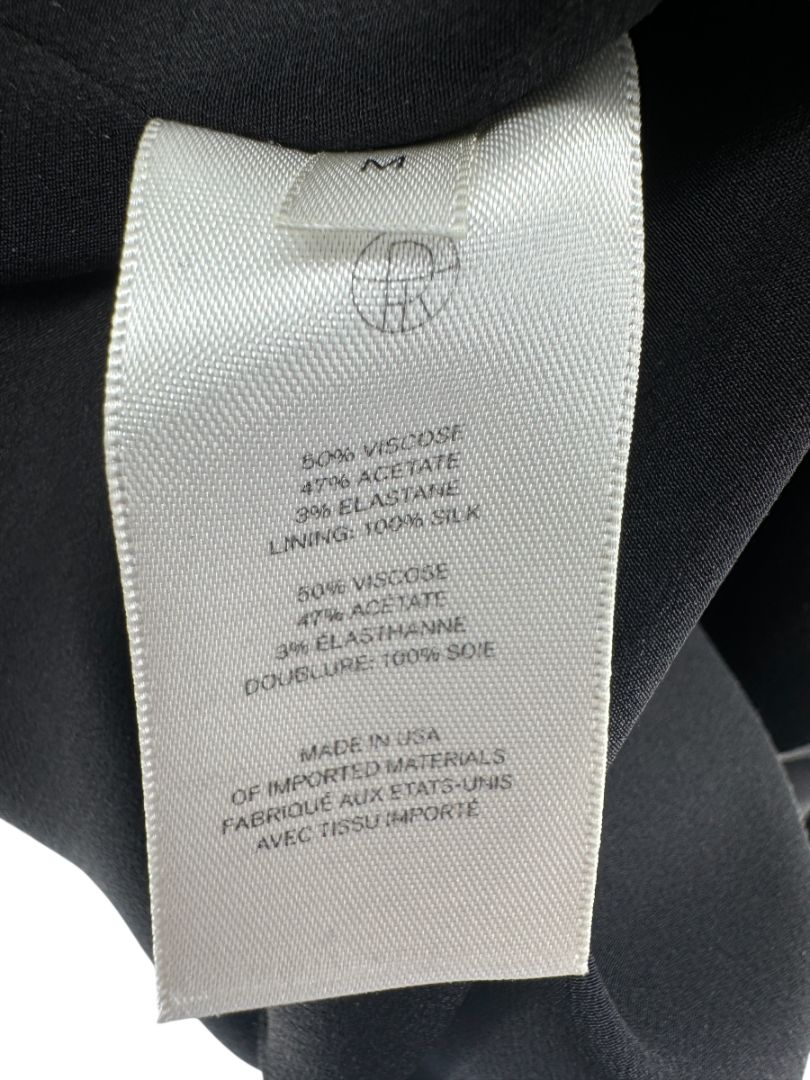 M
50% VISCOSE
47% ACETATE
3% ELASTANE
LINING: 100% SILK
50% VISCOSE
47% ACÉTATE
3% ÉLASTHANNE
DOUBLURE: 100% SOIE
MADE IN USA
OF IMPORTED MATERIALS
FABRIQUÉ AUX ETATS-UNIS
AVEC TISSU IMPORTÉ